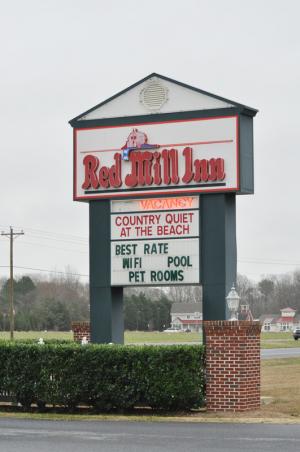 Red Mill Inn
VACANCY
COUNTRY QUIET
AT THE BEACH
BEST RATE
WIFI POOL
PET ROOMS